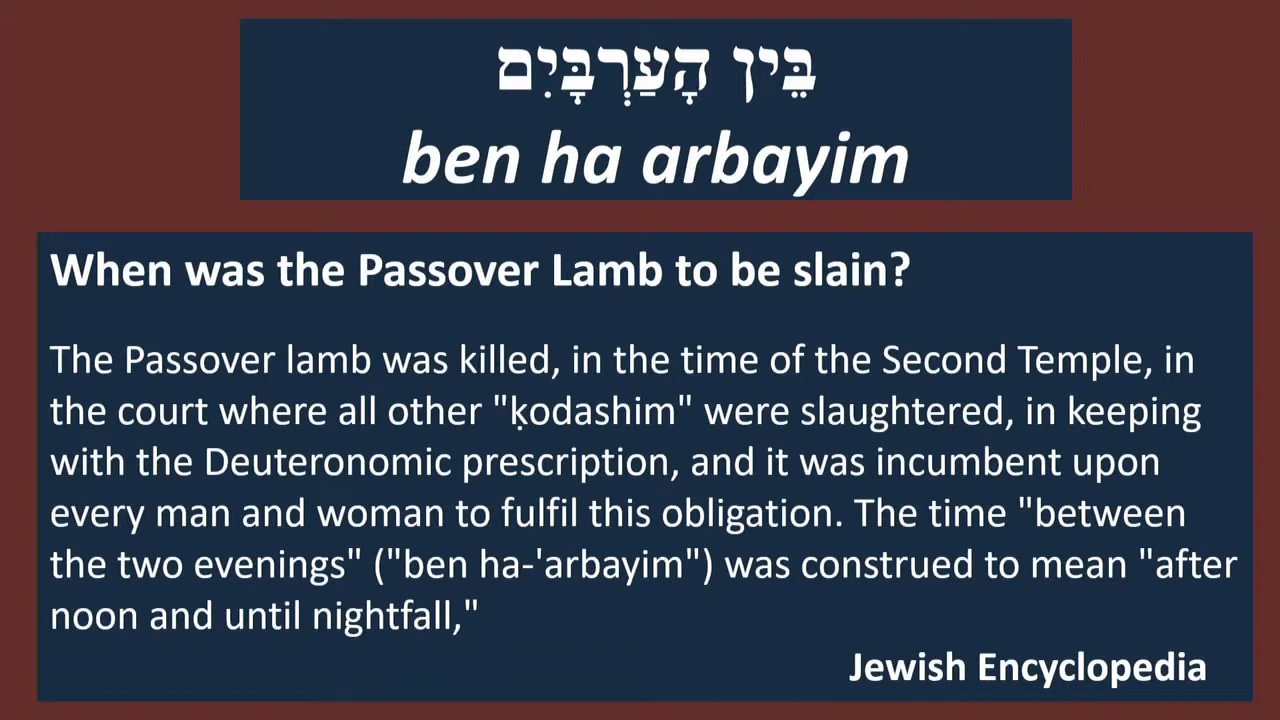 בֵּין הָעַרְבָּיִם
ben ha arbayim
When was the Passover Lamb to be slain?
The Passover lamb was killed, in the time of the Second Temple, in
the court where all other "ḳodashim" were slaughtered, in keeping
with the Deuteronomic prescription, and it was incumbent upon
every man and woman to fulfil this obligation. The time "between
the two evenings" ("ben ha-'arbayim") was construed to mean "after
noon and until nightfall,"
Jewish Encyclopedia